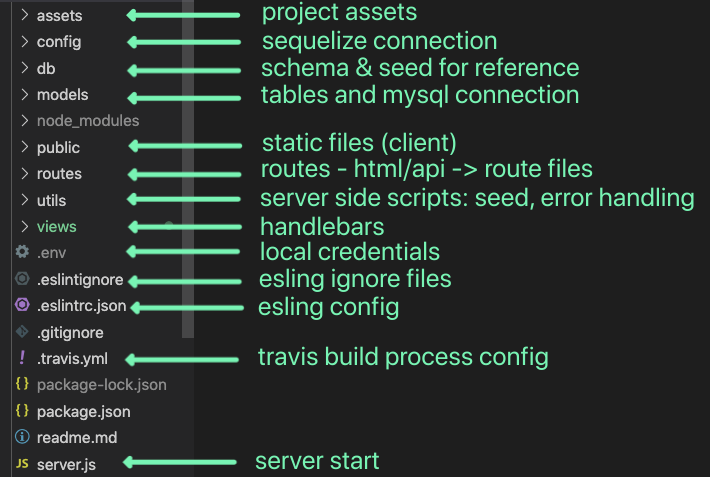 assets project assets
config sequelize connection
db schema & seed for reference
models tables and mysql connection
node_modules
public static files (client)
routes routes - html/api -> route files
utils server side scripts: seed, error handling
views handlebars
.env local credentials
.eslintignore esling ignore files
.eslintrc.json esling config
.gitignore
! .travis.yml travis build process config
{} package-lock.json
{} package.json
readme.md
JS server.js server start